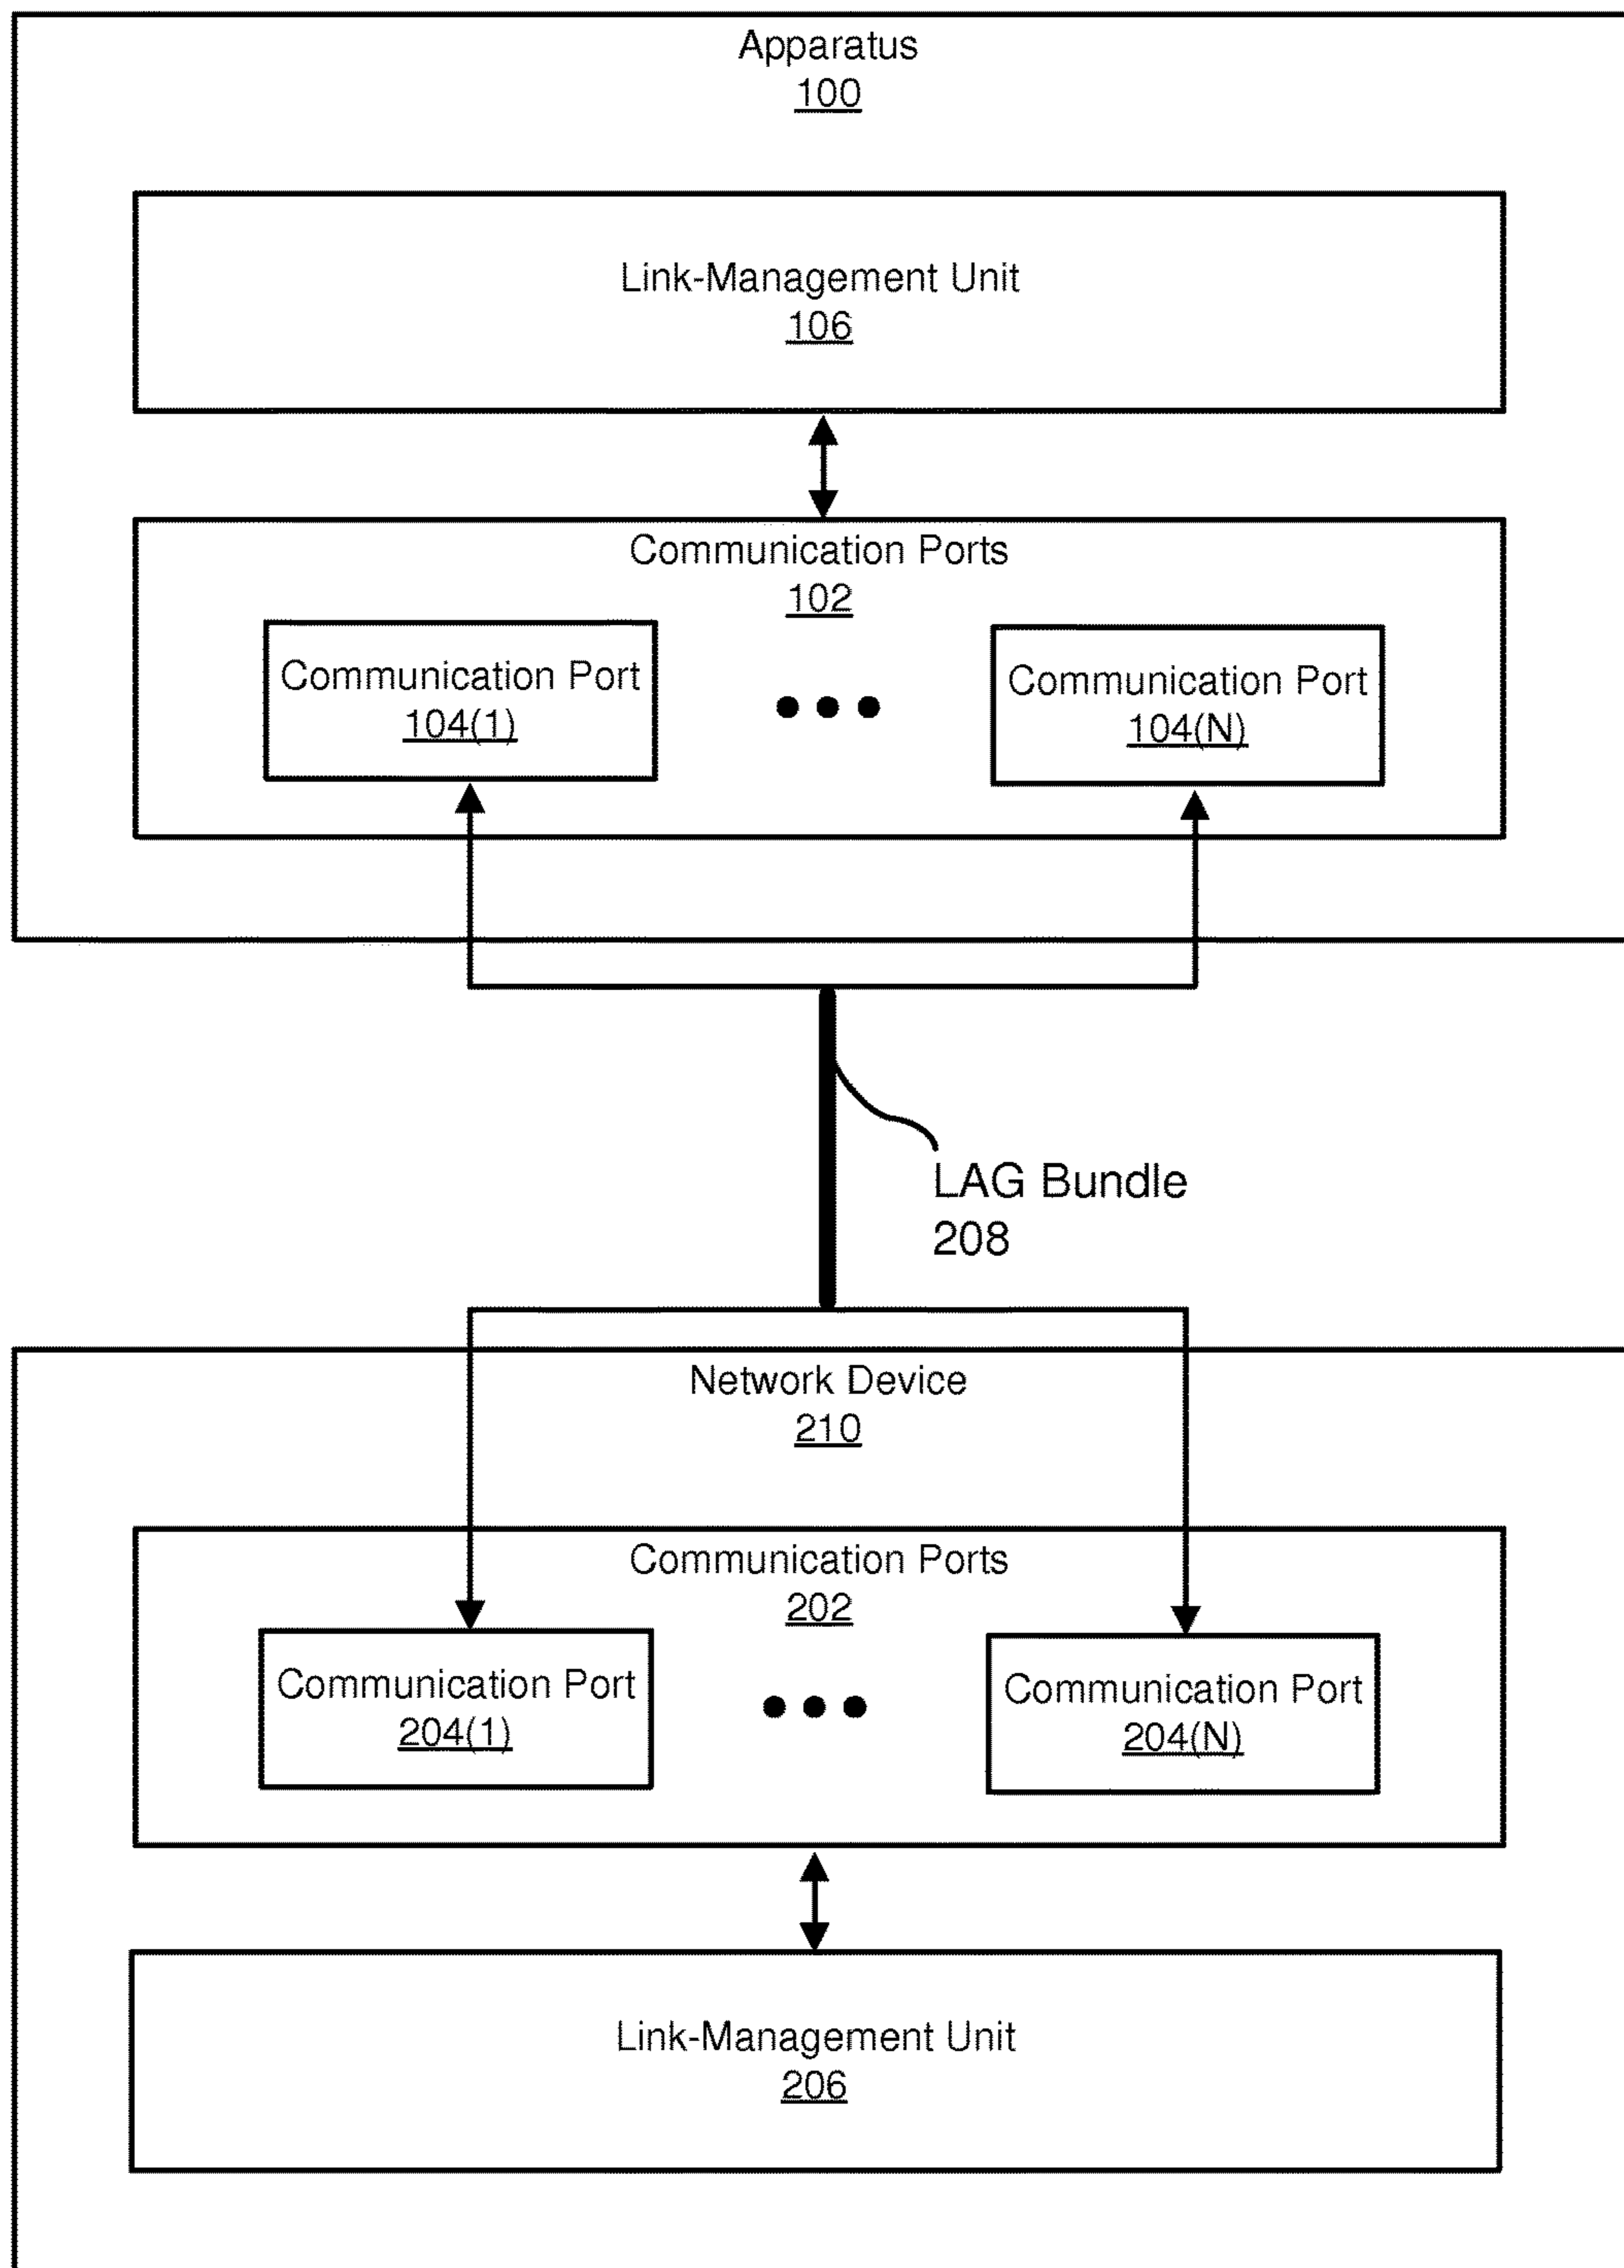 Apparatus
100
Link-Management Unit
106
Communication Ports
102
Communication Port
104(1)
Communication Port
104(N)
LAG Bundle
208
Network Device
210
Communication Ports
202
Communication Port
204(1)
Communication Port
204(N)
Link-Management Unit
206